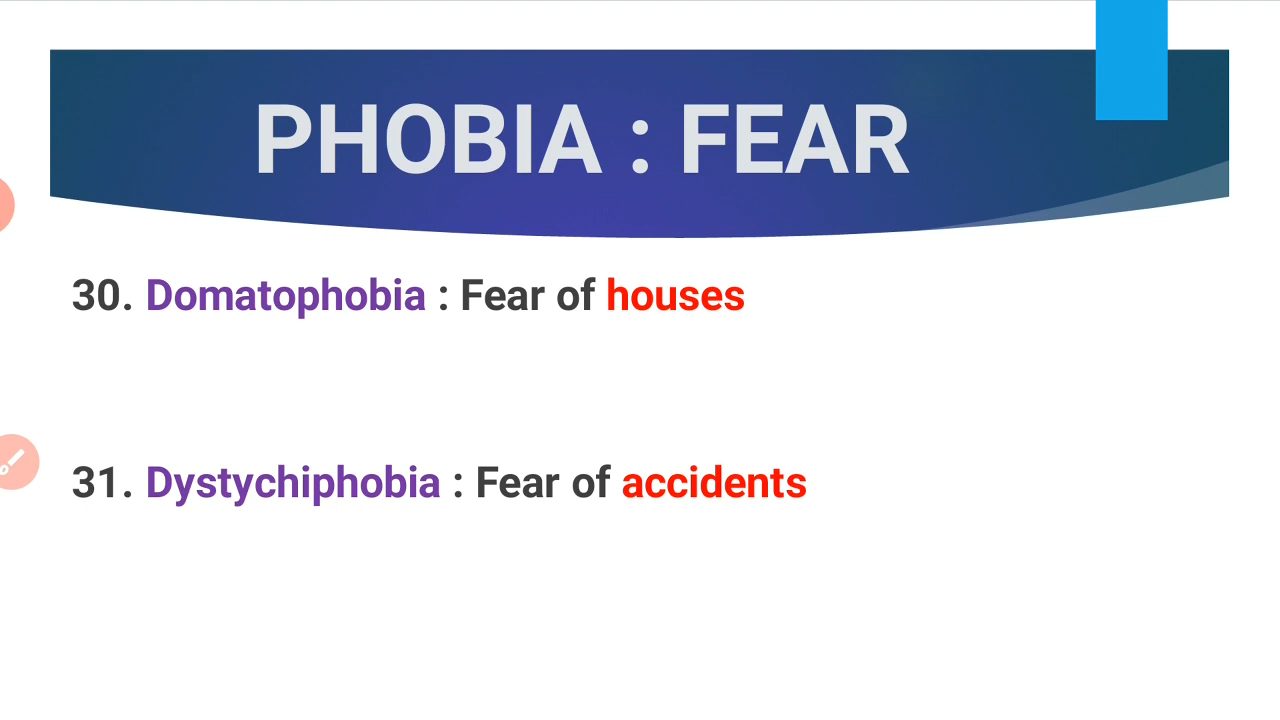 PHOBIA : FEAR
30. Domatophobia : Fear of houses
31. Dystychiphobia : Fear of accidents